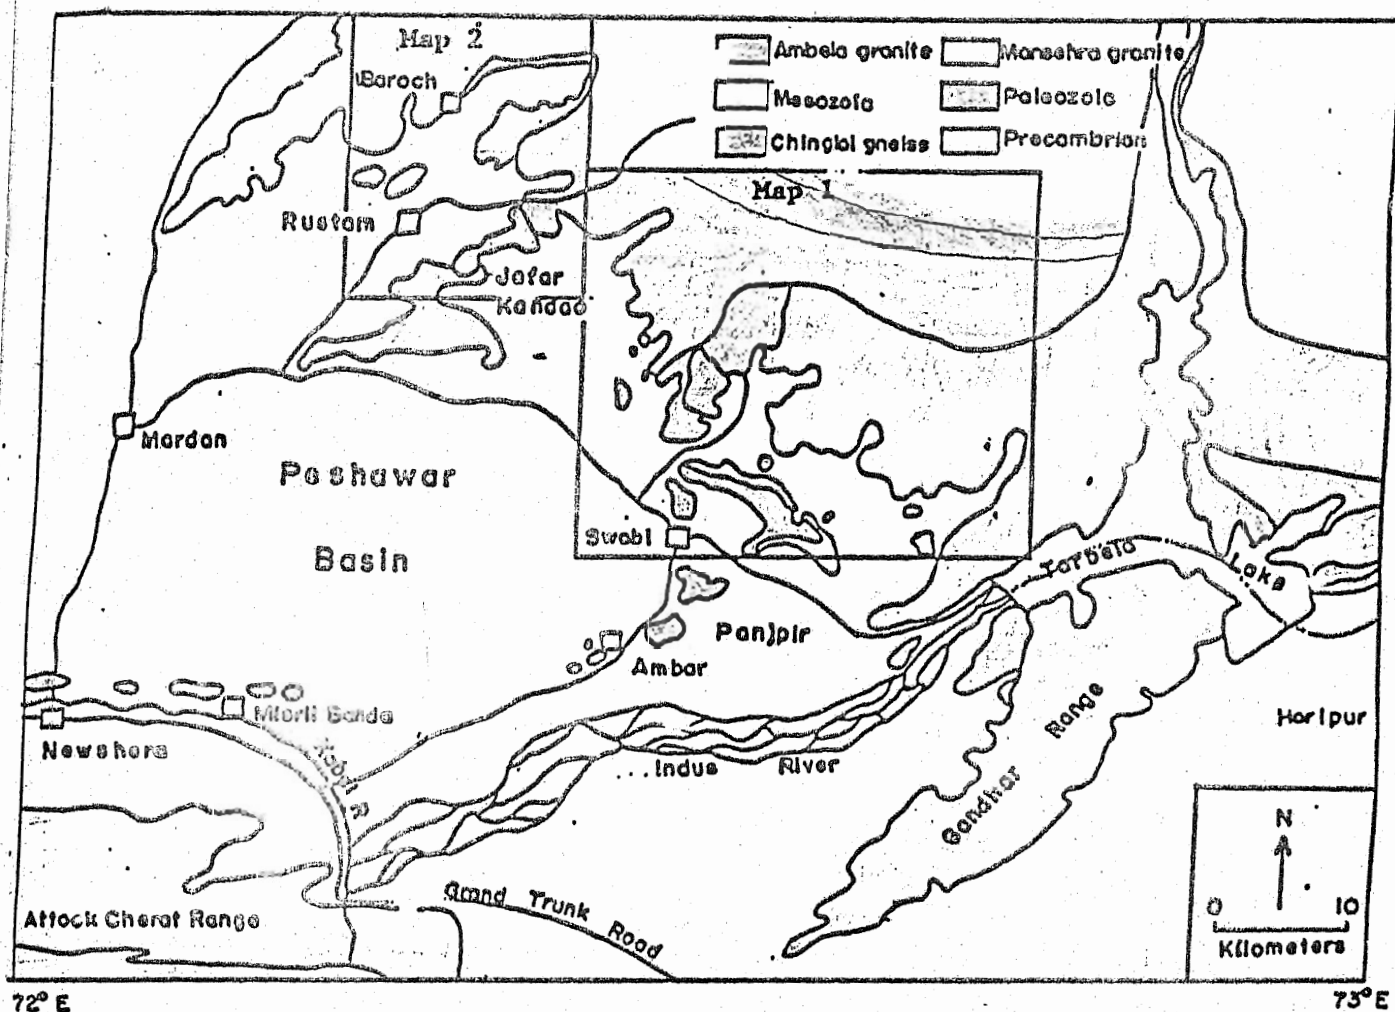 Map 2
Baroch
Ambela granite
Mansehra granite
Mesozoic
Paleozoic
Chinglai gneiss
Precambrian
Map 1
Rustam
Jafar
Kandao
Mardan
Peshawar
Basin
Swabi
Tarbela
Lake
Panjpir
Ambar
Misri Banda
Nowshera
Kabul R
Indus River
Haripur
Gandhar Range
N
0 10
Kilometers
Grand Trunk Road
Attock Cherat Range
72° E
73° E